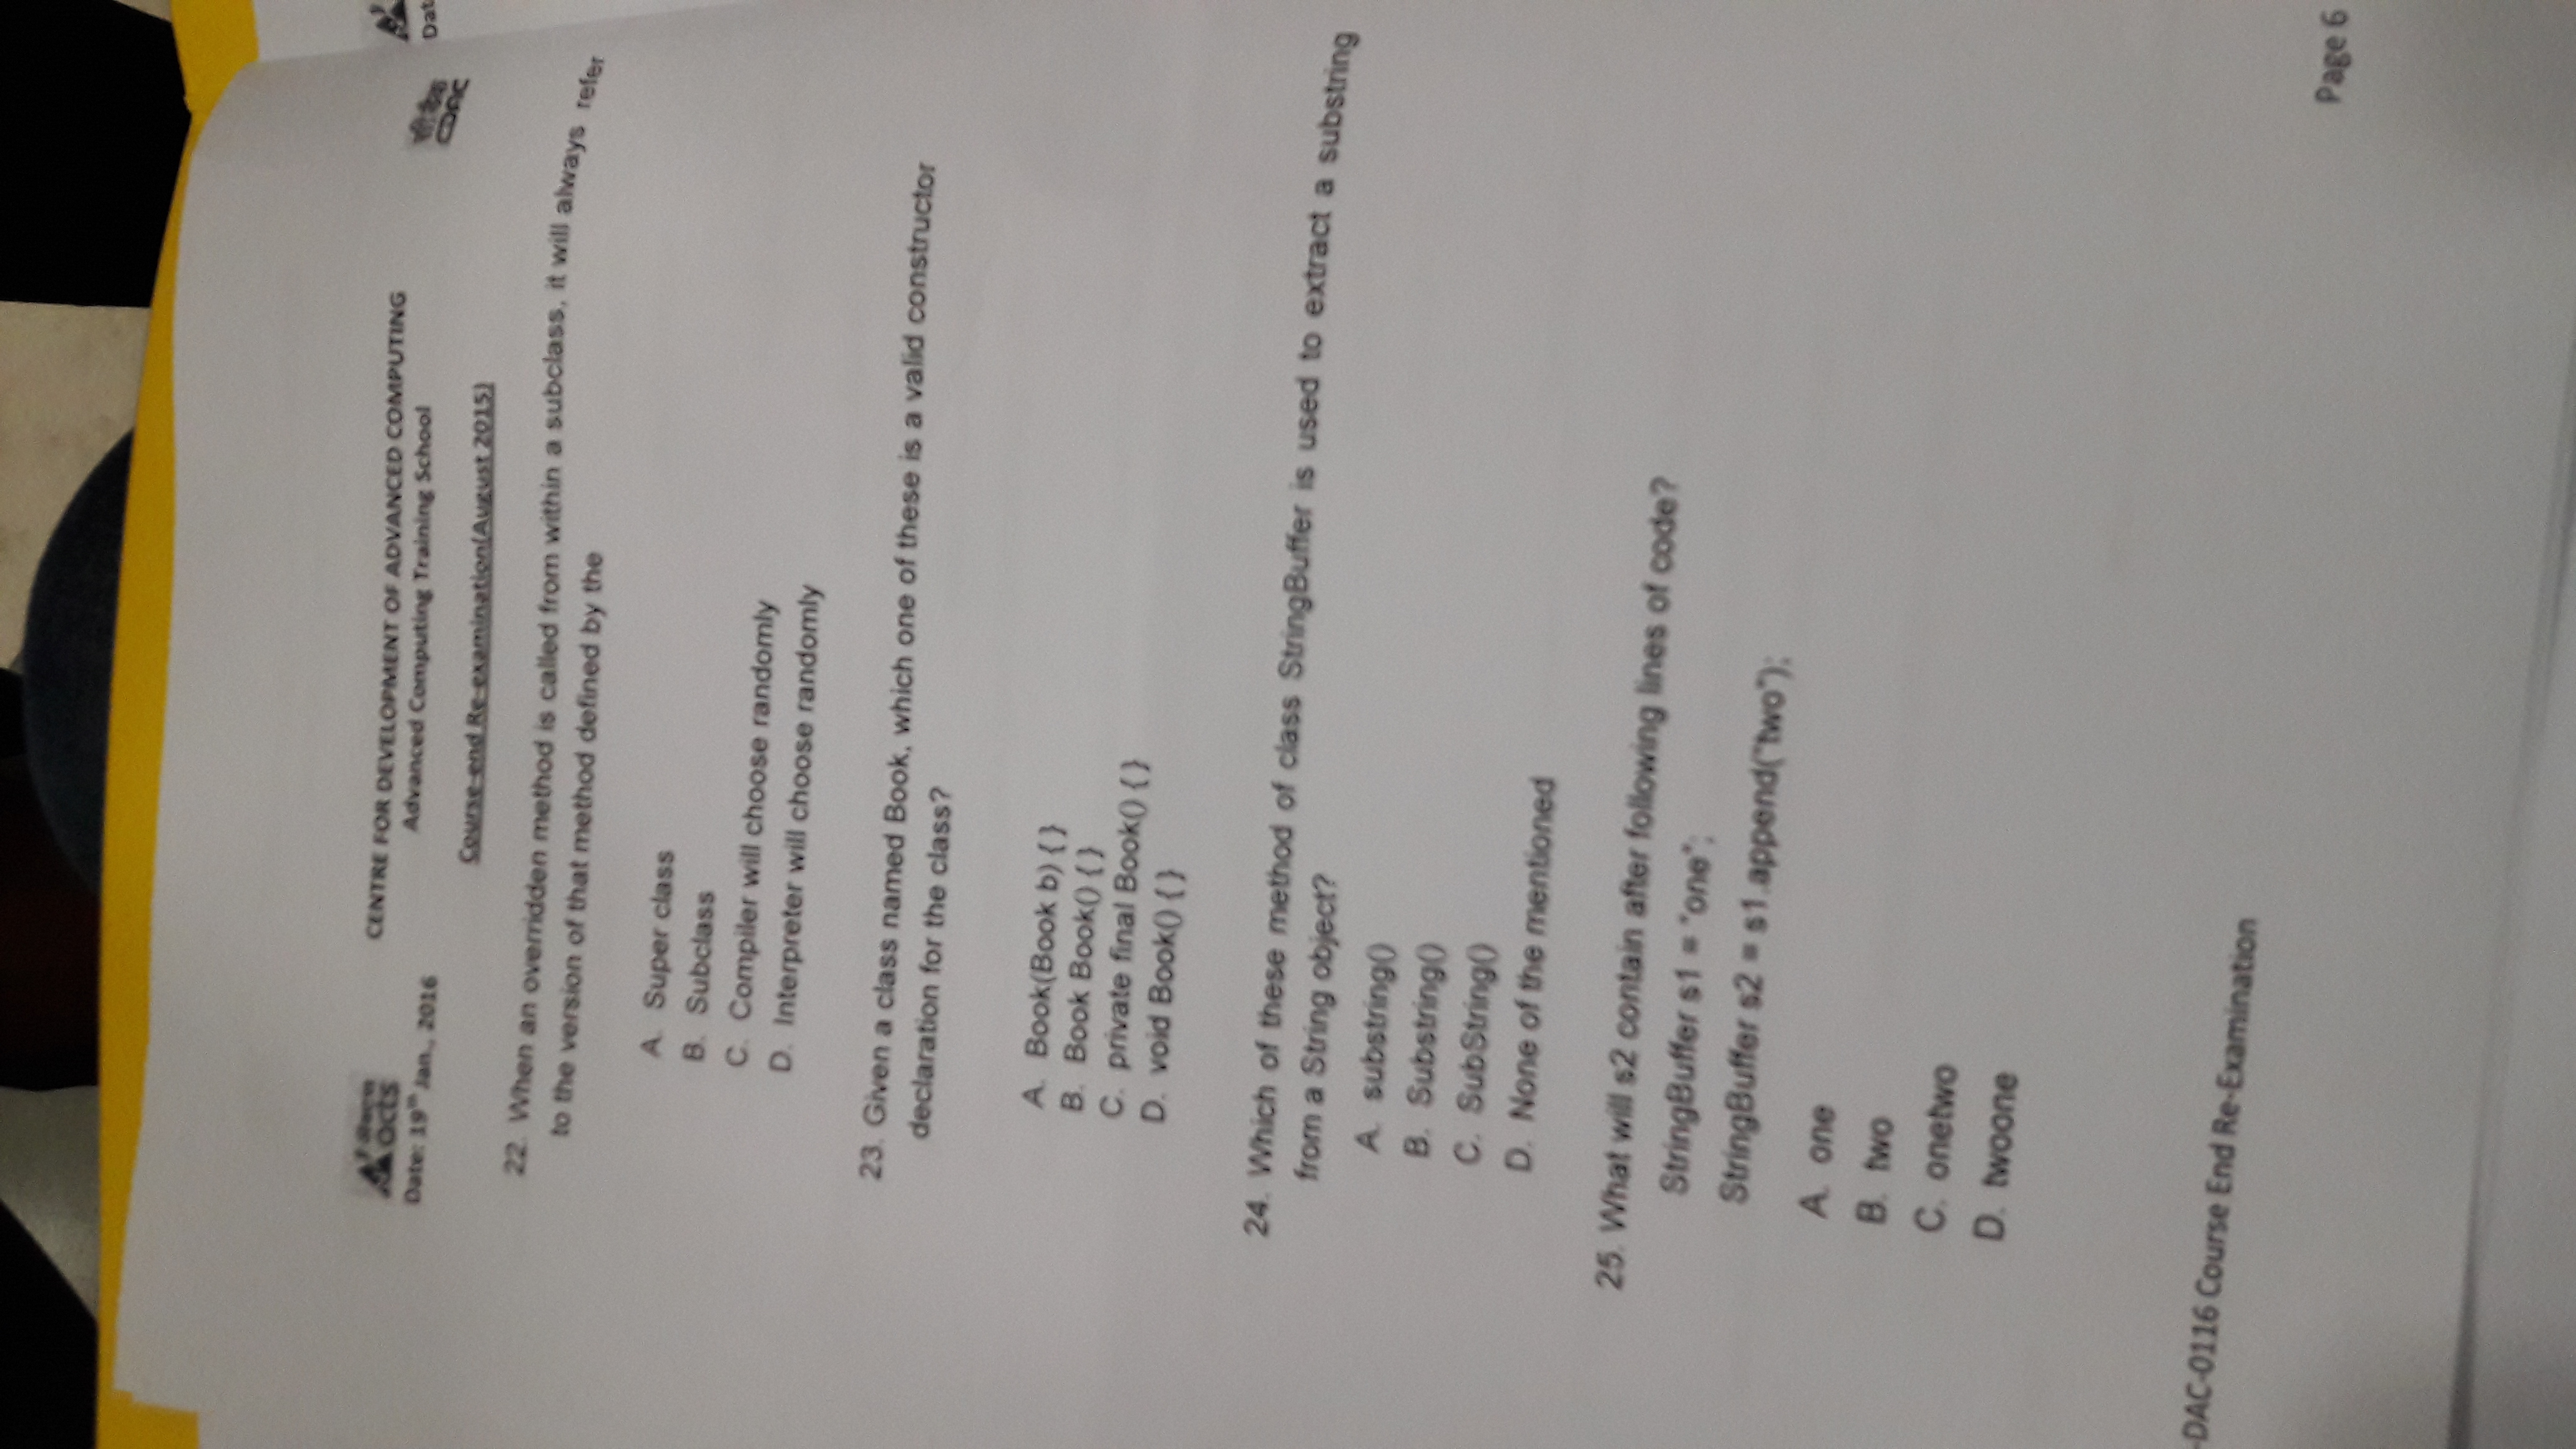 acts
Date: 19th Jan., 2016
CENTRE FOR DEVELOPMENT OF ADVANCED COMPUTING
Advanced Computing Training School
सी डैक
CDAC
Dat
Course-end Re-examination(August 2015)
22. When an overridden method is called from within a subclass, it will always refer
to the version of that method defined by the
A. Super class
B. Subclass
C. Compiler will choose randomly
D. Interpreter will choose randomly
23. Given a class named Book, which one of these is a valid constructor
declaration for the class?
A. Book(Book b) { }
B. Book Book() { }
C. private final Book() { }
D. void Book() { }
24. Which of these method of class StringBuffer is used to extract a substring
from a String object?
A. substring()
B. Substring()
C. SubString()
D. None of the mentioned
25. What will s2 contain after following lines of code?
StringBuffer s1 = "one";
StringBuffer s2 = s1.append("two");
A. one
B. two
C. onetwo
D. twoone
-DAC-0116 Course End Re-Examination
Page 6